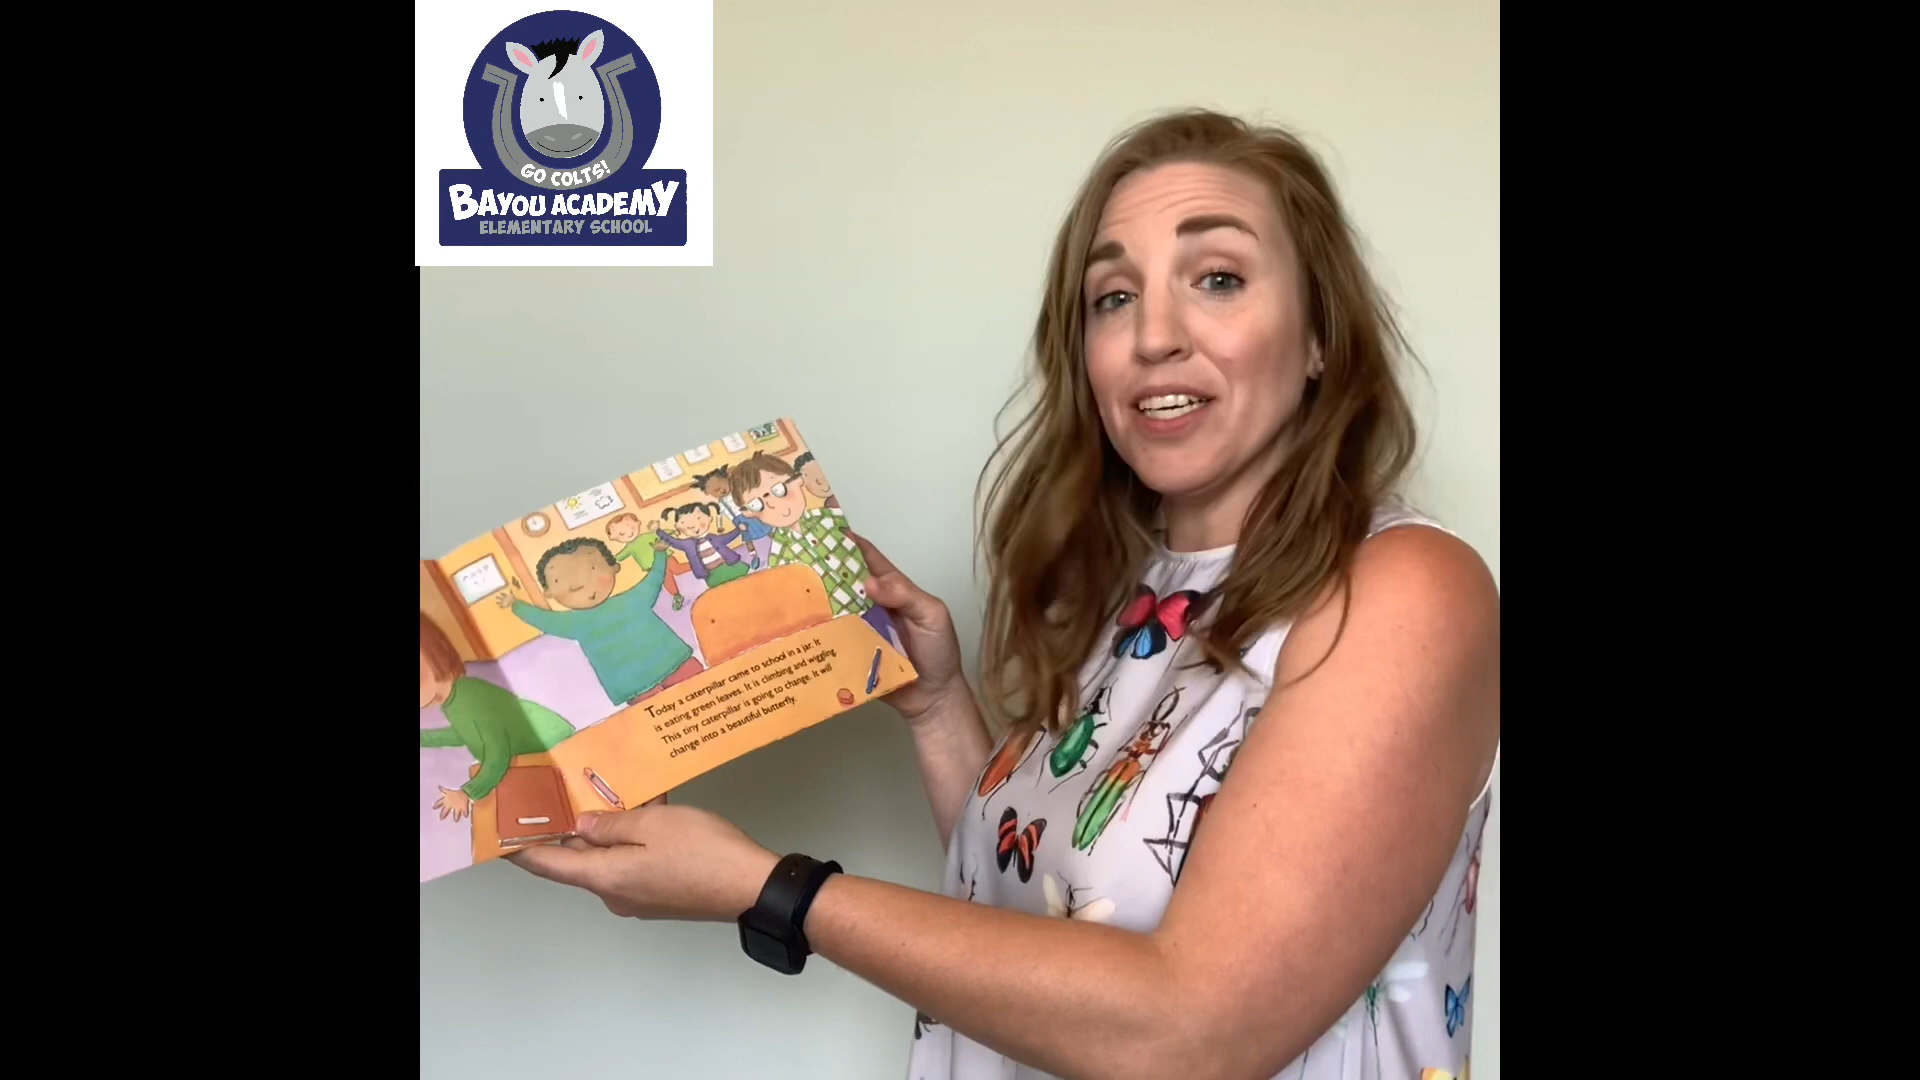 GO COLTS!
BAYOU ACADEMY
ELEMENTARY SCHOOL
Today a caterpillar came to school in a jar. It
is eating green leaves. It is climbing and wiggling.
This tiny caterpillar is going to change. It will
change into a beautiful butterfly.